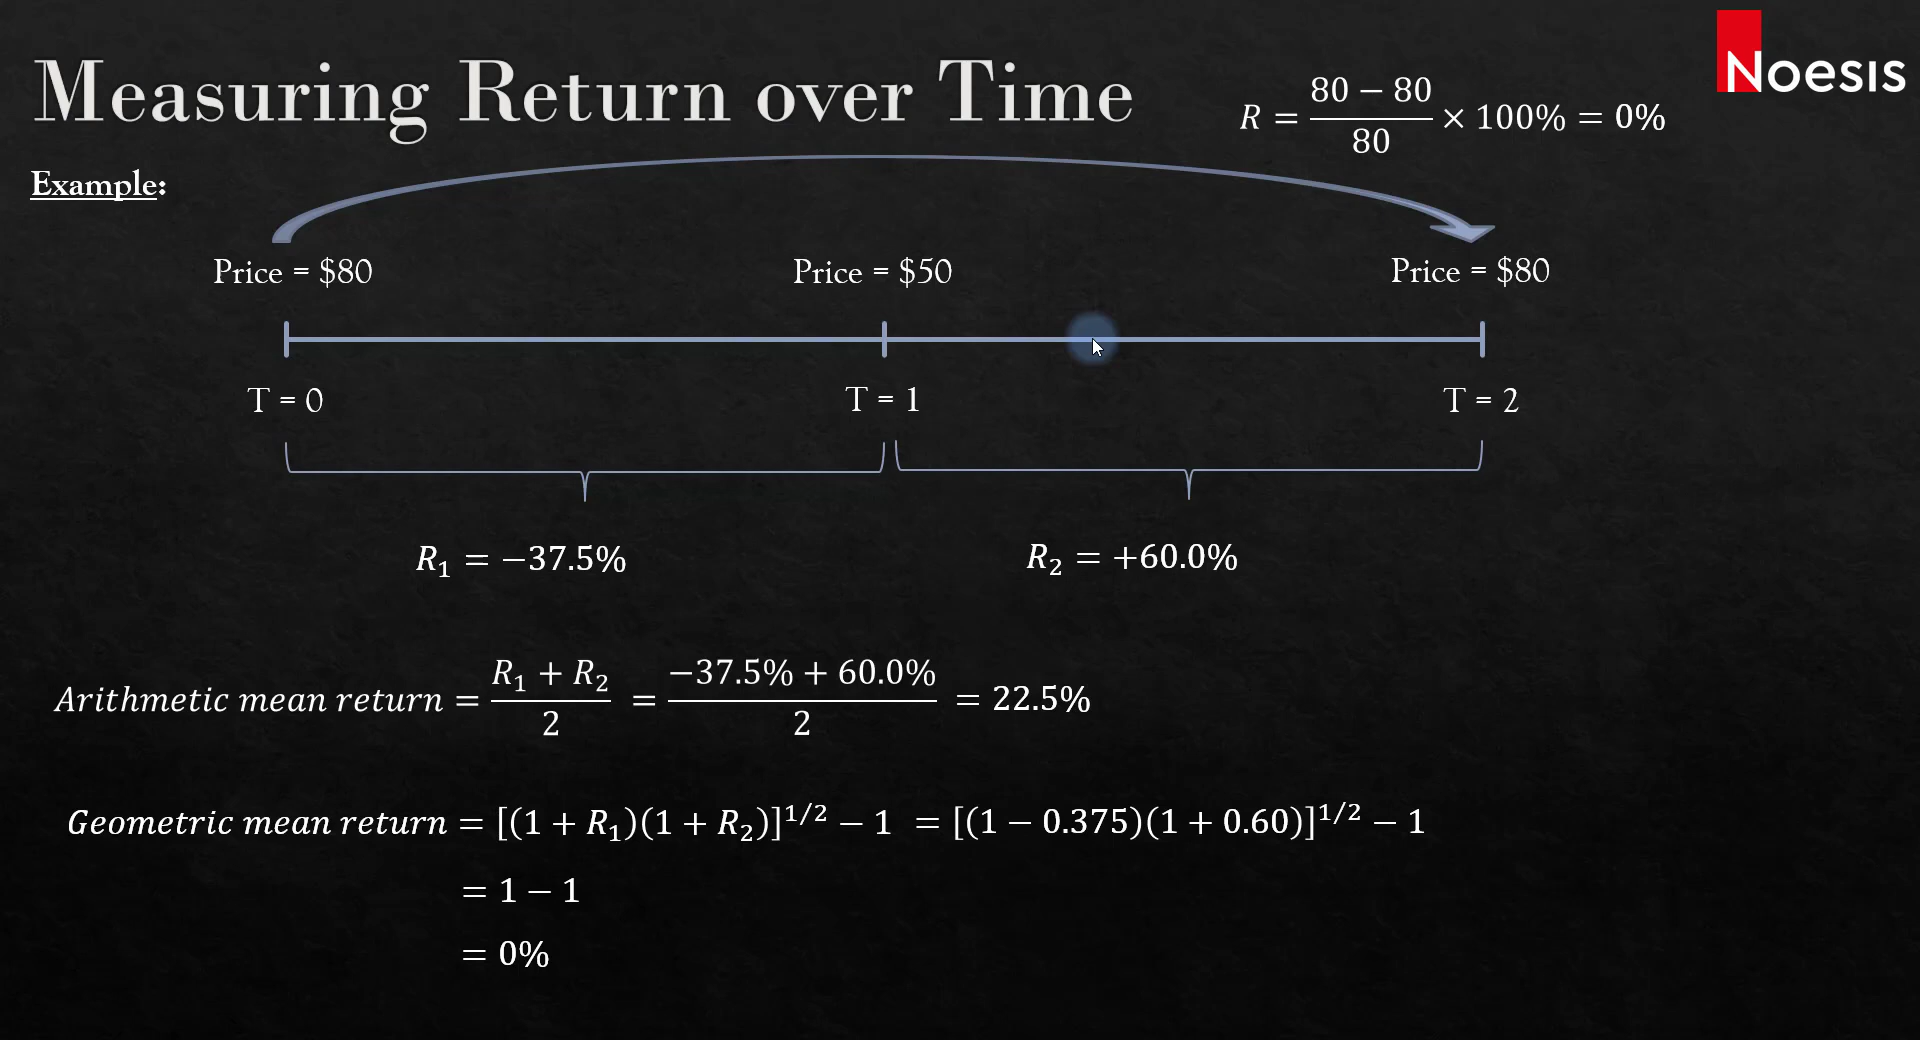 Measuring Return over Time
Noesis
R = (80 − 80)/80 × 100% = 0%
Example:
Price = $80 Price = $50 Price = $80
T = 0 T = 1 T = 2
R₁ = −37.5% R₂ = +60.0%
Arithmetic mean return = (R₁ + R₂)/2 = (−37.5% + 60.0%)/2 = 22.5%
Geometric mean return = [(1 + R₁)(1 + R₂)]^1/2 − 1 = [(1 − 0.375)(1 + 0.60)]^1/2 − 1
= 1 − 1
= 0%